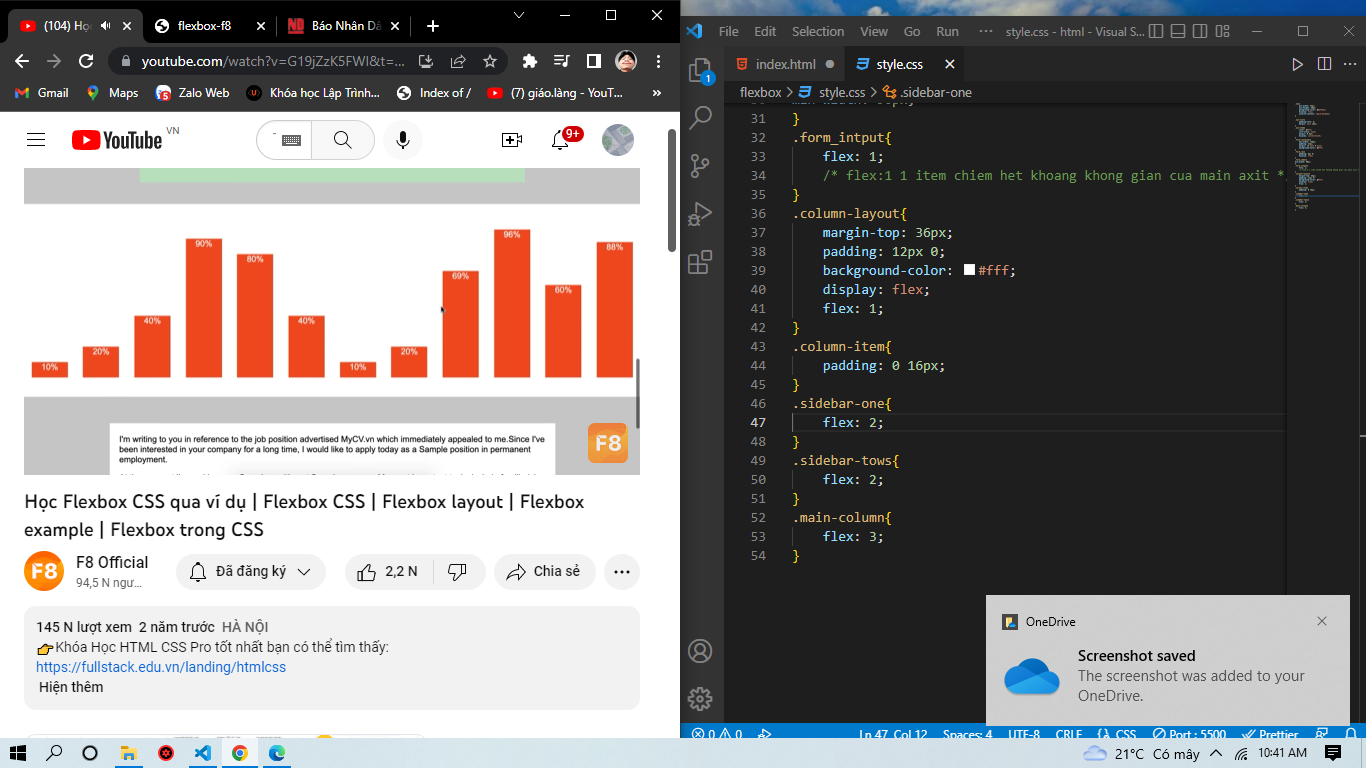 (104) Họ
flexbox-f8
Báo Nhân Dâ
youtube.com/watch?v=G19jZzK5FWI&t=...
Gmail
Maps
Zalo Web
Khóa học Lập Trình...
Index of /
(7) giáo.làng - YouT...
YouTube VN
9+
10%
20%
40%
90%
80%
40%
10%
20%
69%
96%
60%
88%
I'm writing to you in reference to the job position advertised MyCV.vn which immediately appealed to me.Since I've
been interested in your company for a long time, I would like to apply today as a Sample position in permanent
employment.
F8
Học Flexbox CSS qua ví dụ | Flexbox CSS | Flexbox layout | Flexbox
example | Flexbox trong CSS
F8
F8 Official
94,5 N ngư...
Đã đăng ký
2,2 N
Chia sẻ
145 N lượt xem 2 năm trước HÀ NỘI
👉Khóa Học HTML CSS Pro tốt nhất bạn có thể tìm thấy:
https://fullstack.edu.vn/landing/htmlcss
Hiện thêm
File Edit Selection View Go Run ... style.css - html - Visual S...
index.html
style.css
1
flexbox > style.css > .sidebar-one
31 }
32 .form_intput{
33 flex: 1;
34 /* flex:1 1 item chiem het khoang khong gian cua main axit *
35 }
36 .column-layout{
37 margin-top: 36px;
38 padding: 12px 0;
39 background-color: #fff;
40 display: flex;
41 flex: 1;
42 }
43 .column-item{
44 padding: 0 16px;
45 }
46 .sidebar-one{
47 flex: 2;
48 }
49 .sidebar-tows{
50 flex: 2;
51 }
52 .main-column{
53 flex: 3;
54 }
OneDrive
Screenshot saved
The screenshot was added to your
OneDrive.
0 0 Ln 47, Col 12 Spaces: 4 UTF-8 CRLF CSS Port : 5500 Prettier
21°C Có mây 10:41 AM